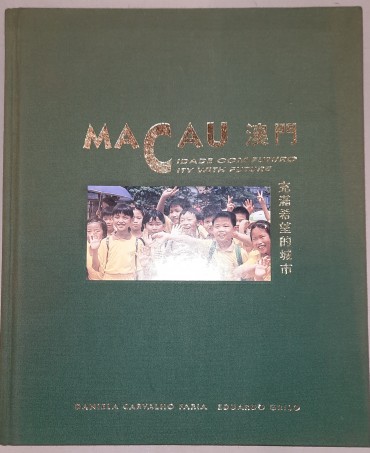 MACAU 澳門
IDADE COM FUTURO
ITY WITH FUTURE
充滿希望的城市
DANIELA CARVALHO FARIA EDUARDO GRILO